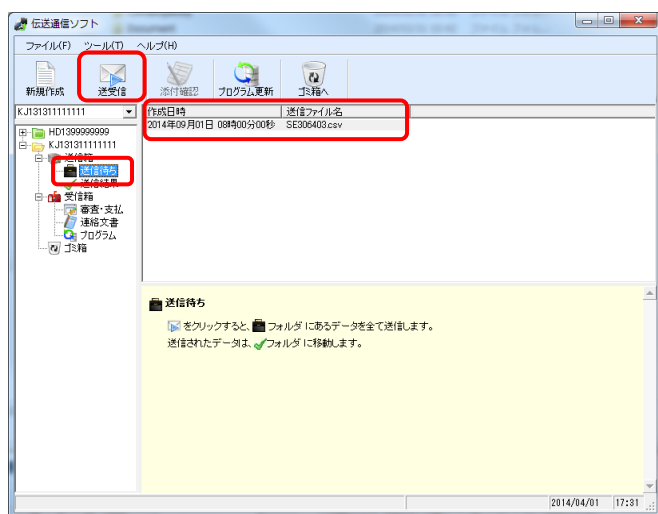 伝送通信ソフト
ファイル(F) ツール(T) ヘルプ(H)
新規作成 送受信 添付確認 プログラム更新 ゴミ箱へ
KJ131311111111
作成日時 送信ファイル名
2014年09月01日 08時00分00秒 SE306403.csv
HD1399999999
KJ131311111111
送信箱
送信待ち
送信結果
受信箱
審査・支払
連絡文書
プログラム
ゴミ箱
送信待ち
をクリックすると、 フォルダにあるデータを全て送信します。
送信されたデータは、 フォルダに移動します。
2014/04/01 17:31